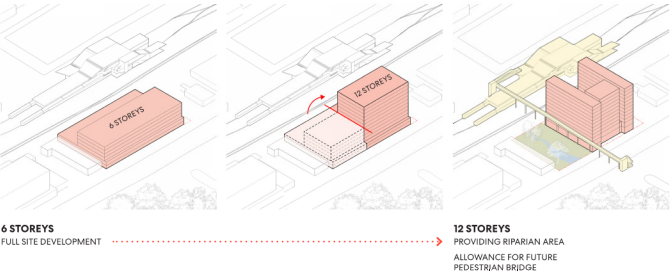 6 STOREYS
12 STOREYS
6 STOREYS
FULL SITE DEVELOPMENT
12 STOREYS
PROVIDING RIPARIAN AREA
ALLOWANCE FOR FUTURE
PEDESTRIAN BRIDGE